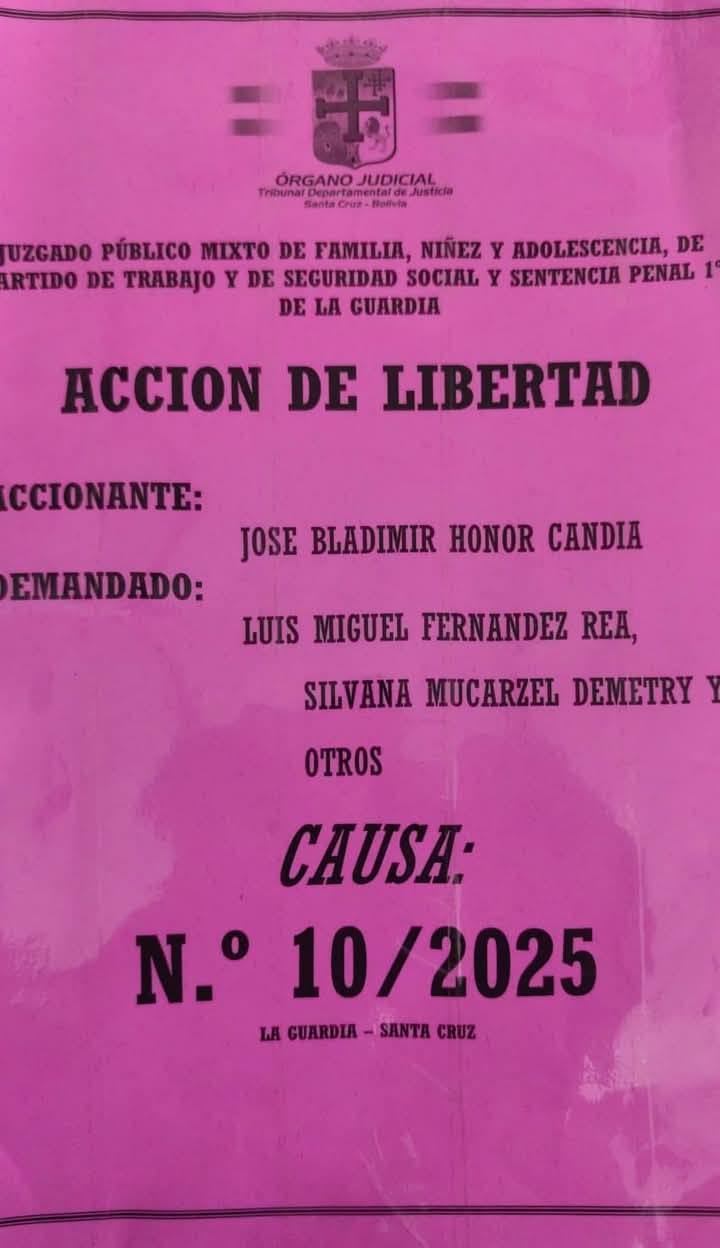 ÓRGANO JUDICIAL
Tribunal Departamental de Justicia
Santa Cruz - Bolivia
JUZGADO PÚBLICO MIXTO DE FAMILIA, NIÑEZ Y ADOLESCENCIA, DE
ARTIDO DE TRABAJO Y DE SEGURIDAD SOCIAL Y SENTENCIA PENAL 1°
DE LA GUARDIA
ACCION DE LIBERTAD
ACCIONANTE:
JOSE BLADIMIR HONOR CANDIA
DEMANDADO:
LUIS MIGUEL FERNANDEZ REA,
SILVANA MUCARZEL DEMETRY Y
OTROS
CAUSA:
N.º 10/2025
LA GUARDIA – SANTA CRUZ